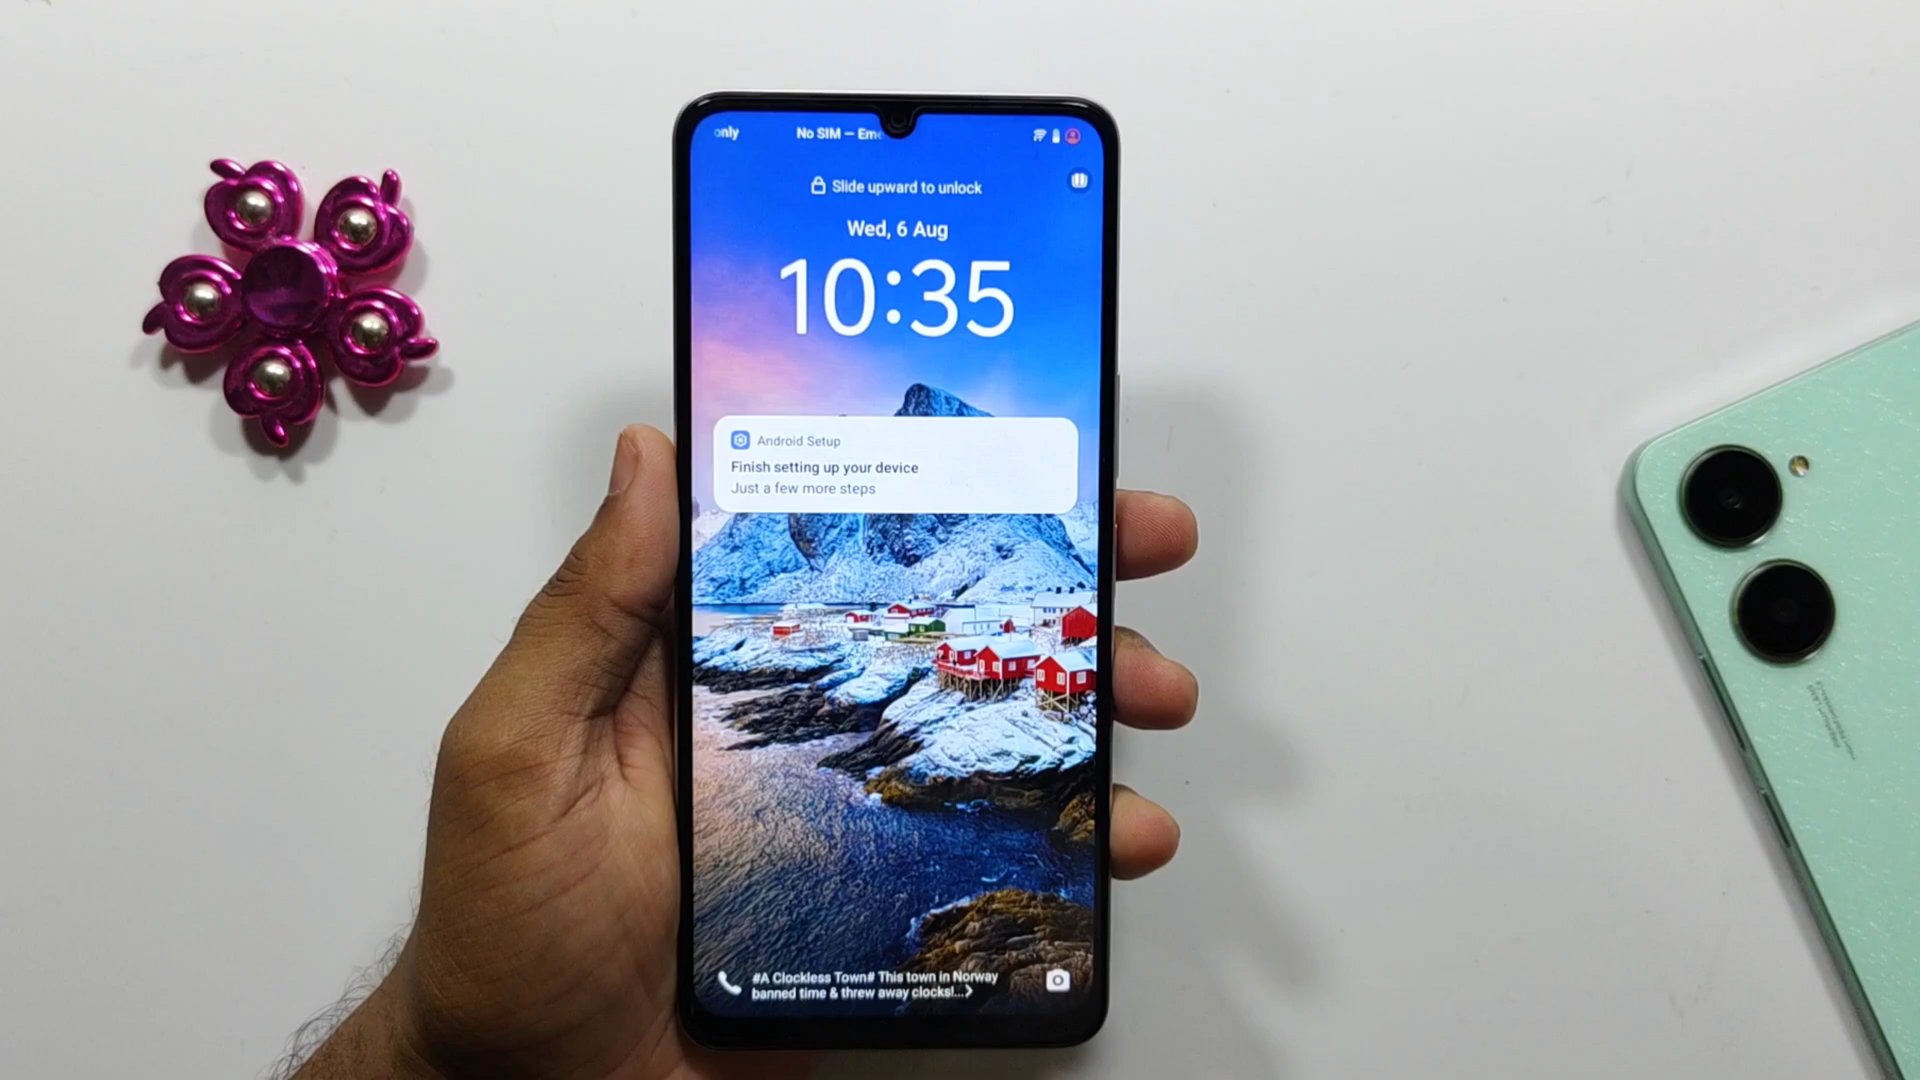 only No SIM — Eme
Slide upward to unlock
Wed, 6 Aug
10:35
Android Setup
Finish setting up your device
Just a few more steps
#A Clockless Town# This town in Norway
banned time & threw away clocks!...>